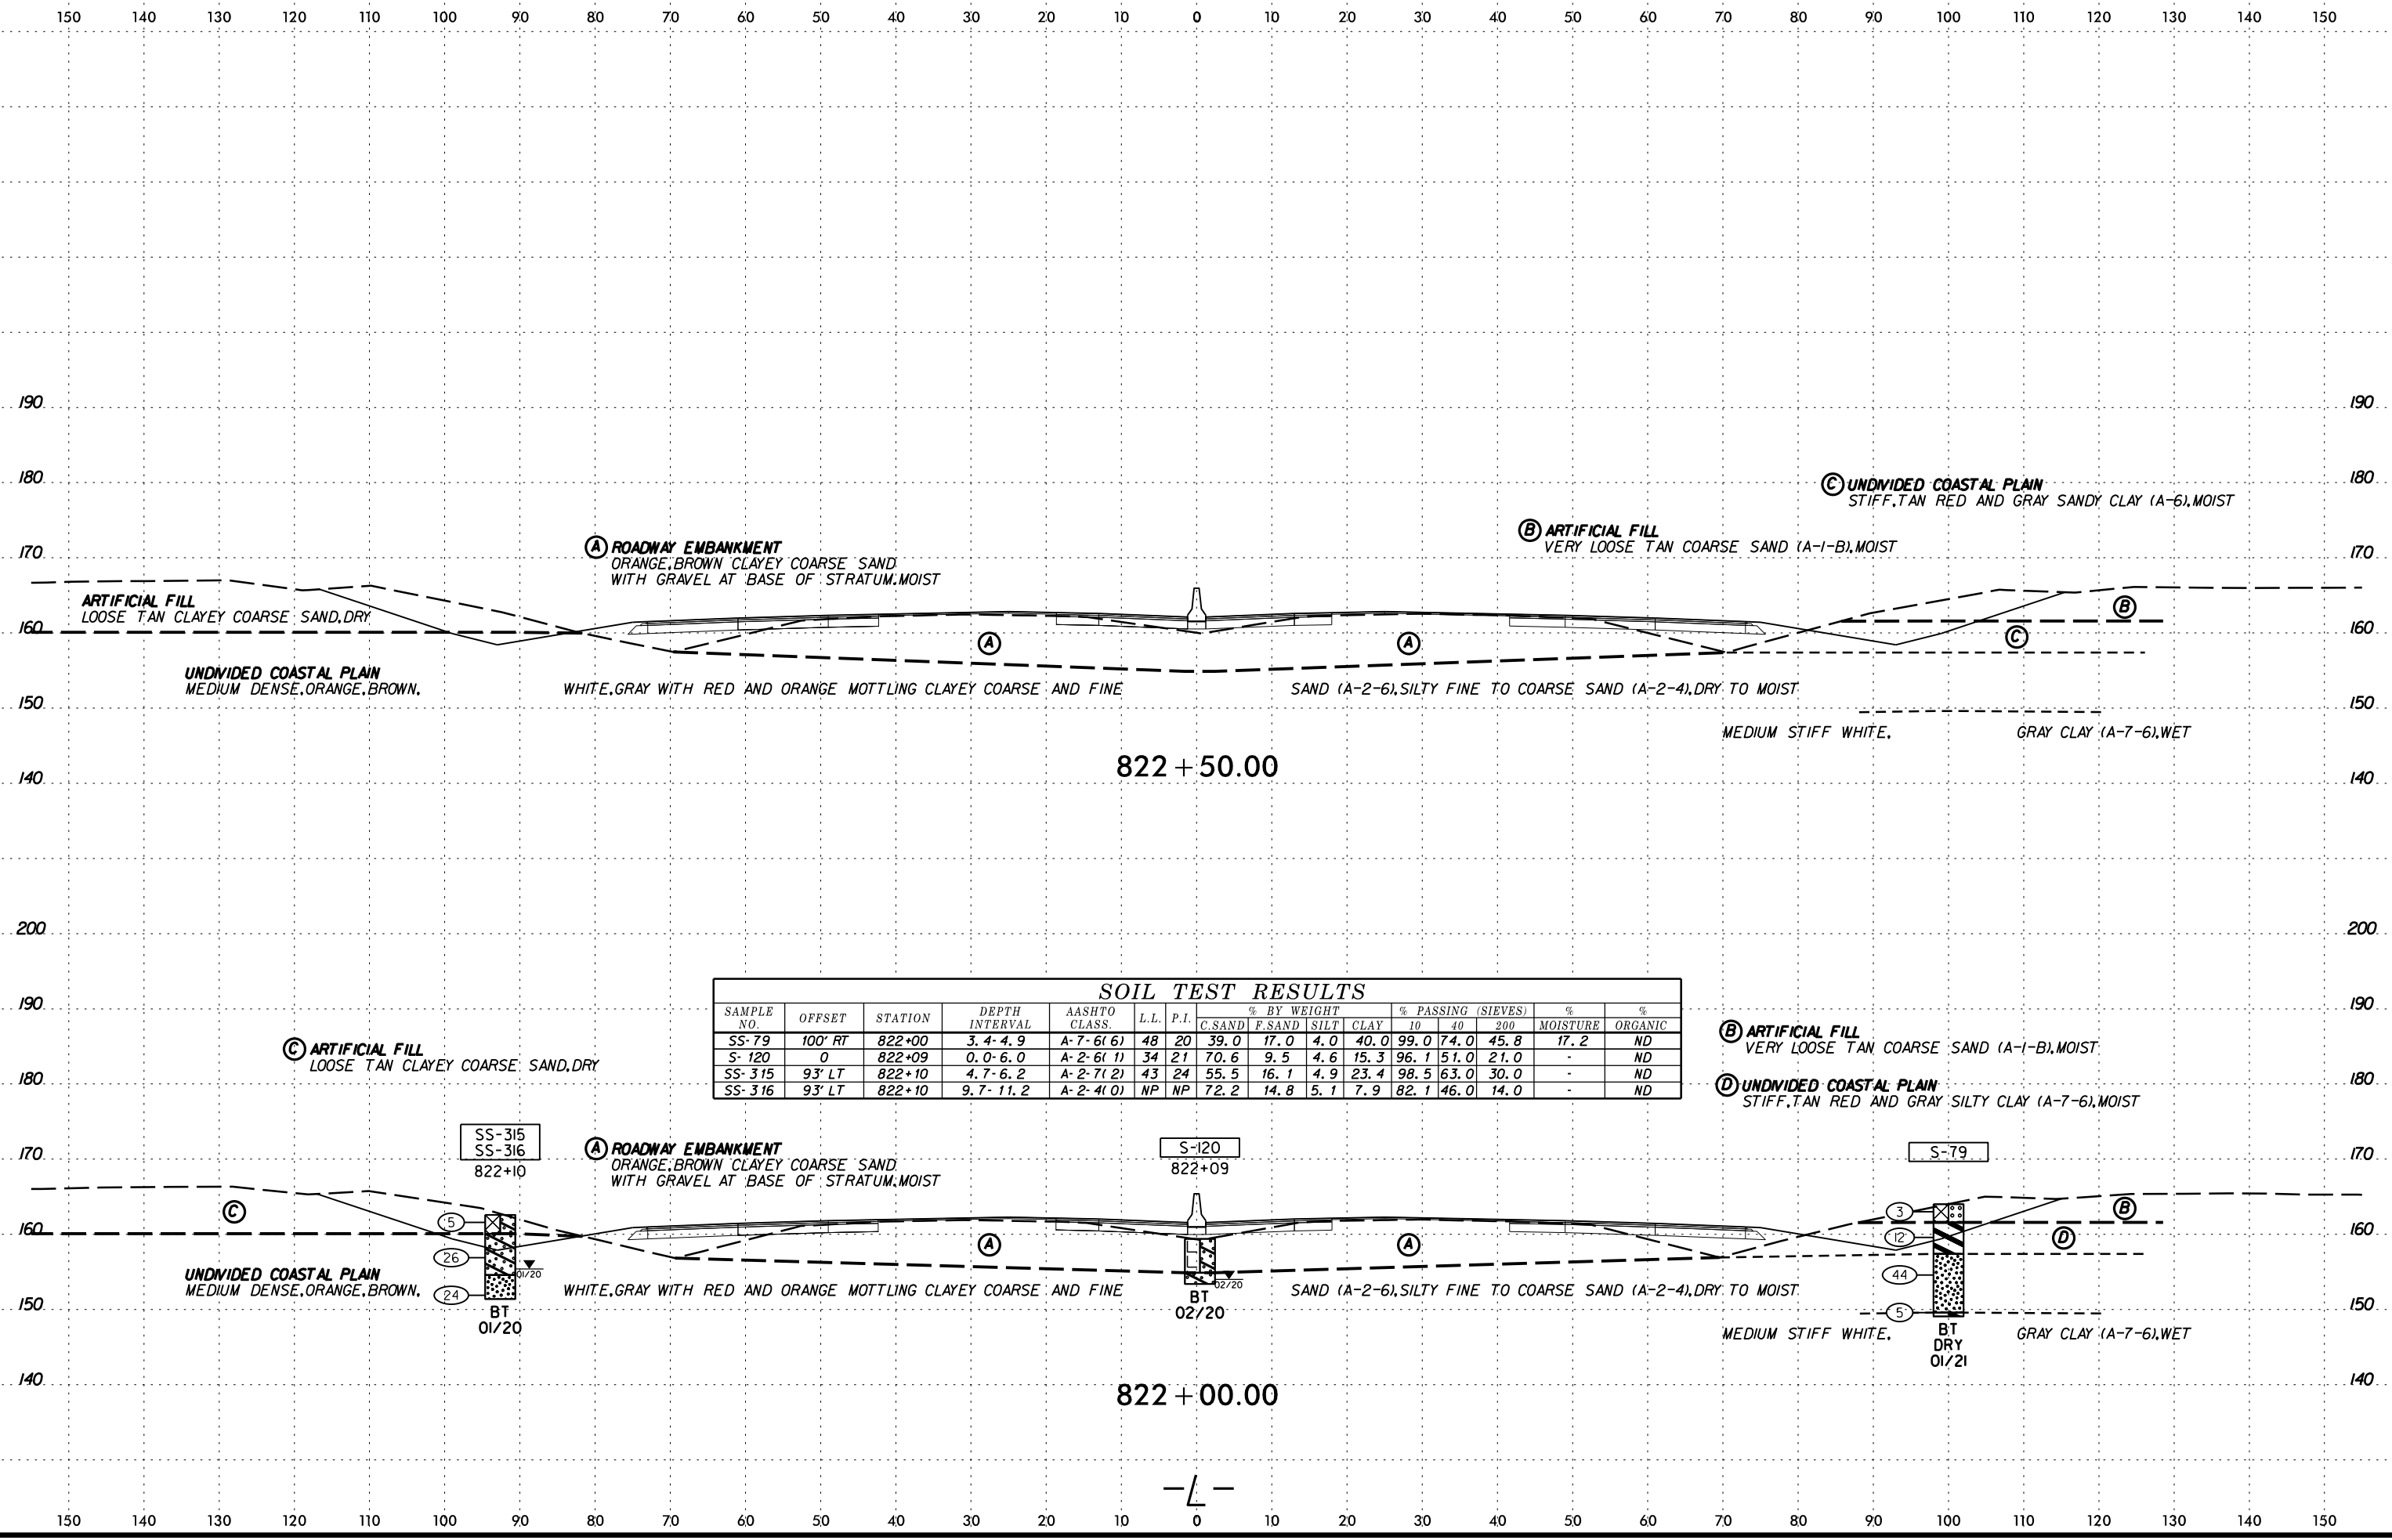 150 140 130 120 110 100 90 80 70 60 50 40 30 20 10 0 10 20 30 40 50 60 70 80 90 100 110 120 130 140 150
190 190
180 180
Ⓒ UNDIVIDED COASTAL PLAIN
STIFF, TAN RED AND GRAY SANDY CLAY (A-6), MOIST
Ⓑ ARTIFICIAL FILL
VERY LOOSE TAN COARSE SAND (A-1-B), MOIST
Ⓐ ROADWAY EMBANKMENT
ORANGE, BROWN CLAYEY COARSE SAND
WITH GRAVEL AT BASE OF STRATUM, MOIST
170 170
ARTIFICIAL FILL
LOOSE TAN CLAYEY COARSE SAND, DRY
Ⓑ
160 160
Ⓐ Ⓐ Ⓒ
UNDIVIDED COASTAL PLAIN
MEDIUM DENSE, ORANGE, BROWN, WHITE, GRAY WITH RED AND ORANGE MOTTLING CLAYEY COARSE AND FINE SAND (A-2-6), SILTY FINE TO COARSE SAND (A-2-4), DRY TO MOIST
150 150
MEDIUM STIFF WHITE, GRAY CLAY (A-7-6), WET
822+50.00
140 140
200 200
SOIL TEST RESULTS
SAMPLE NO. OFFSET STATION DEPTH INTERVAL AASHTO CLASS. L.L. P.I. % BY WEIGHT % PASSING (SIEVES) % MOISTURE % ORGANIC
C.SAND F.SAND SILT CLAY 10 40 200
SS-79 100' RT 822+00 3.4-4.9 A-7-6(6) 48 20 39.0 17.0 4.0 40.0 99.0 74.0 45.8 17.2 ND
S-120 0 822+09 0.0-6.0 A-2-6(1) 34 21 70.6 9.5 4.6 15.3 96.1 51.0 21.0 - ND
SS-315 93' LT 822+10 4.7-6.2 A-2-7(2) 43 24 55.5 16.1 4.9 23.4 98.5 63.0 30.0 - ND
SS-316 93' LT 822+10 9.7-11.2 A-2-4(0) NP NP 72.2 14.8 5.1 7.9 82.1 46.0 14.0 - ND
190 190
Ⓒ ARTIFICIAL FILL
LOOSE TAN CLAYEY COARSE SAND, DRY
Ⓑ ARTIFICIAL FILL
VERY LOOSE TAN COARSE SAND (A-1-B), MOIST
180 180
Ⓓ UNDIVIDED COASTAL PLAIN
STIFF, TAN RED AND GRAY SILTY CLAY (A-7-6), MOIST
SS-315
SS-316
822+10
Ⓐ ROADWAY EMBANKMENT
ORANGE, BROWN CLAYEY COARSE SAND
WITH GRAVEL AT BASE OF STRATUM, MOIST
S-120
822+09
S-79
170 170
Ⓒ 5 3 Ⓑ
160 160
26 Ⓐ Ⓐ 12 Ⓓ
01/20 02/20 44
UNDIVIDED COASTAL PLAIN
MEDIUM DENSE, ORANGE, BROWN, WHITE, GRAY WITH RED AND ORANGE MOTTLING CLAYEY COARSE AND FINE SAND (A-2-6), SILTY FINE TO COARSE SAND (A-2-4), DRY TO MOIST
24 5
150 150
BT
01/20
BT
02/20
MEDIUM STIFF WHITE, GRAY CLAY (A-7-6), WET
BT
DRY
01/21
140 140
822+00.00
-L-
150 140 130 120 110 100 90 80 70 60 50 40 30 20 10 0 10 20 30 40 50 60 70 80 90 100 110 120 130 140 150